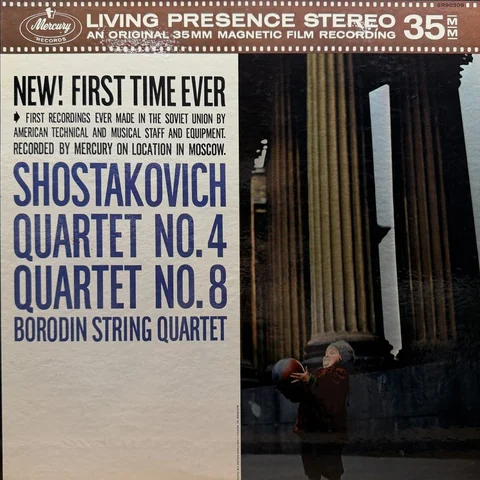 Mercury
RECORDS
LIVING PRESENCE STEREO
AN ORIGINAL 35MM MAGNETIC FILM RECORDING
35MM
SR90309
NEW! FIRST TIME EVER
FIRST RECORDINGS EVER MADE IN THE SOVIET UNION BY
AMERICAN TECHNICAL AND MUSICAL STAFF AND EQUIPMENT.
RECORDED BY MERCURY ON LOCATION IN MOSCOW.
SHOSTAKOVICH
QUARTET NO. 4
QUARTET NO. 8
BORODIN STRING QUARTET